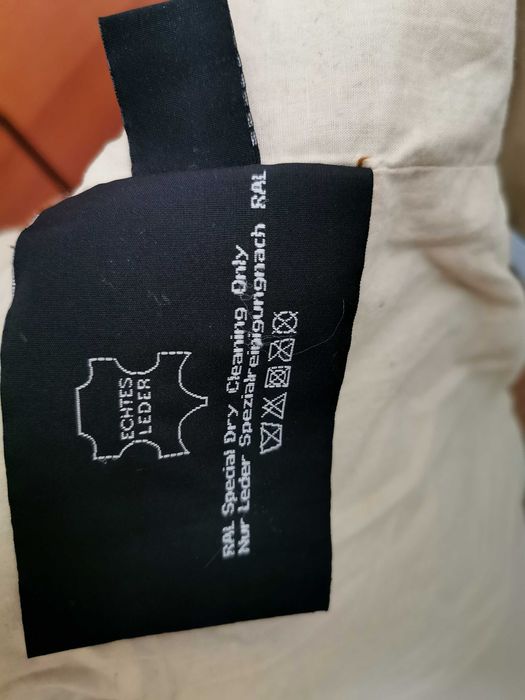 ECHTES
LEDER
RAL Special Dry Cleaning Only
Nur Leder Spezialreinigungnach RAL